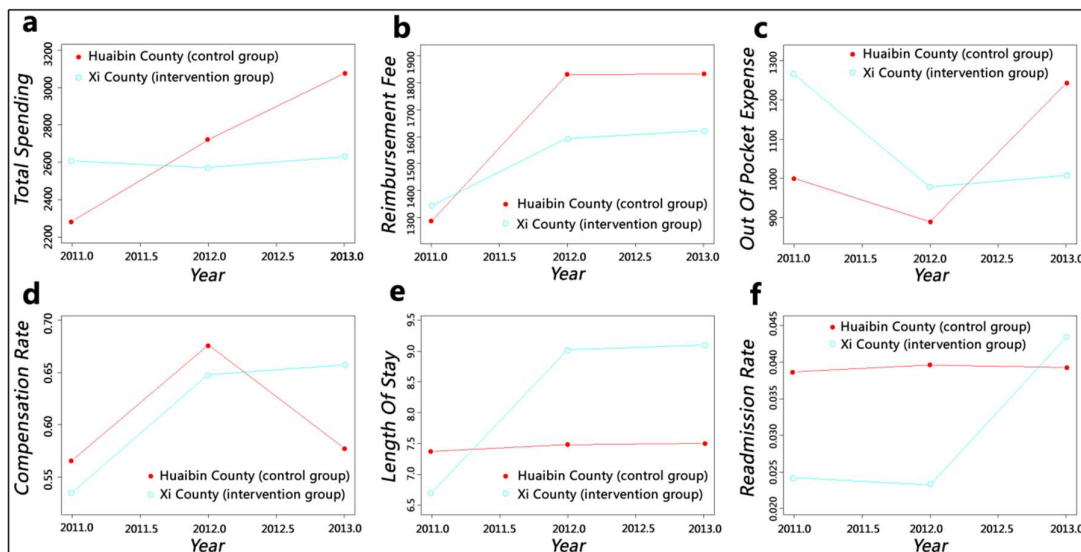 a
Huaibin County (control group)
Xi County (intervention group)
Total Spending
3200
3000
2800
2600
2400
2200
2011.0 2011.5 2012.0 2012.5 2013.0
Year
b
Reimbursement Fee
1900
1800
1700
1600
1500
1400
1300
Huaibin County (control group)
Xi County (intervention group)
2011.0 2011.5 2012.0 2012.5 2013.0
Year
c
Huaibin County (control group)
Xi County (intervention group)
Out Of Pocket Expense
1300
1200
1000
900
2011.0 2011.5 2012.0 2012.5 2013.0
Year
d
Compensation Rate
0.70
0.65
0.60
0.55
Huaibin County (control group)
Xi County (intervention group)
2011.0 2011.5 2012.0 2012.5 2013.0
Year
e
Length Of Stay
9.5
9.0
8.5
8.0
7.5
7.0
6.5
Huaibin County (control group)
Xi County (intervention group)
2011.0 2011.5 2012.0 2012.5 2013.0
Year
f
Huaibin County (control group)
Xi County (intervention group)
Readmission Rate
0.045
0.040
0.035
0.030
0.025
0.020
2011.0 2011.5 2012.0 2012.5 2013.0
Year